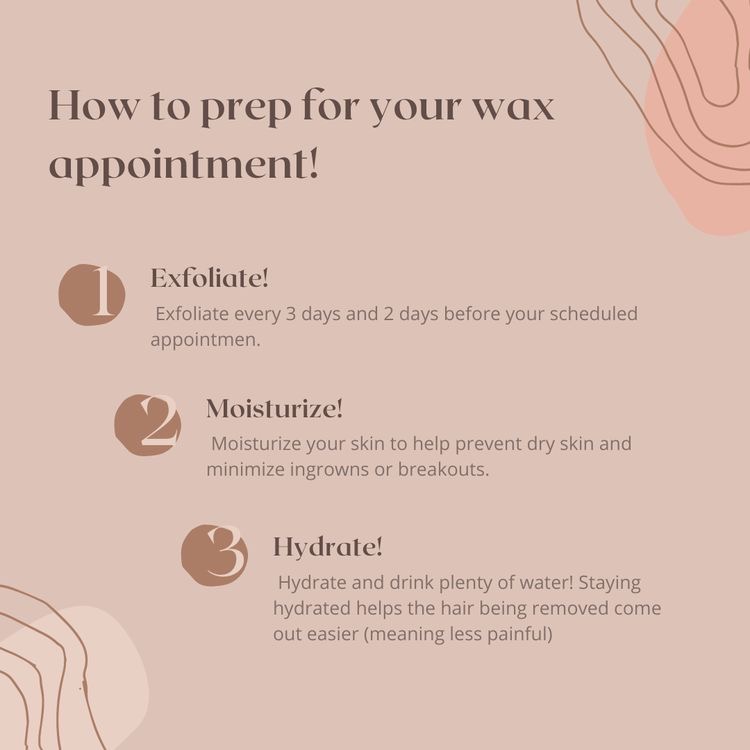 How to prep for your wax
appointment!
1
Exfoliate!
Exfoliate every 3 days and 2 days before your scheduled
appointmen.
2
Moisturize!
Moisturize your skin to help prevent dry skin and
minimize ingrowns or breakouts.
3
Hydrate!
Hydrate and drink plenty of water! Staying
hydrated helps the hair being removed come
out easier (meaning less painful)